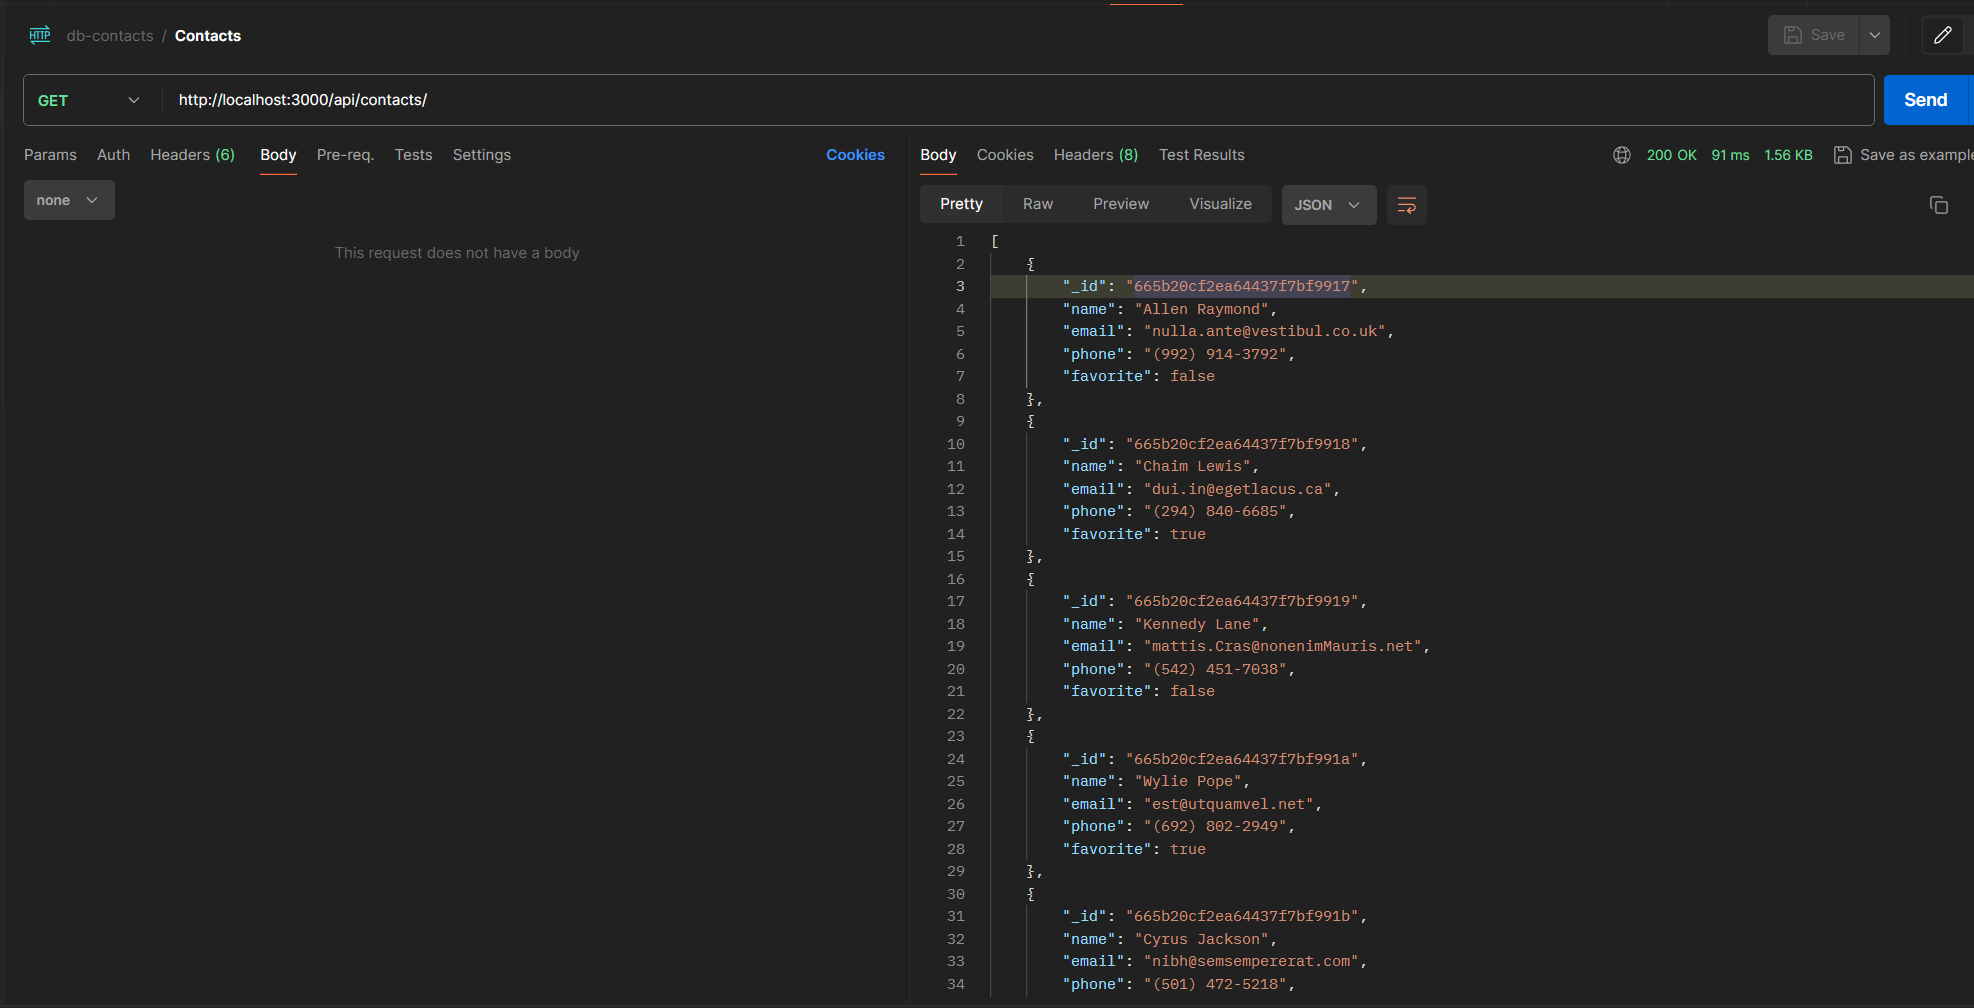 HTTP db-contacts / Contacts
Save
GET http://localhost:3000/api/contacts/ Send
Params Auth Headers (6) Body Pre-req. Tests Settings Cookies
none
This request does not have a body
Body Cookies Headers (8) Test Results 200 OK 91 ms 1.56 KB Save as example
Pretty Raw Preview Visualize JSON
1 [
2 {
3 "_id": "665b20cf2ea64437f7bf9917",
4 "name": "Allen Raymond",
5 "email": "nulla.ante@vestibul.co.uk",
6 "phone": "(992) 914-3792",
7 "favorite": false
8 },
9 {
10 "_id": "665b20cf2ea64437f7bf9918",
11 "name": "Chaim Lewis",
12 "email": "dui.in@egetlacus.ca",
13 "phone": "(294) 840-6685",
14 "favorite": true
15 },
16 {
17 "_id": "665b20cf2ea64437f7bf9919",
18 "name": "Kennedy Lane",
19 "email": "mattis.Cras@nonenimMauris.net",
20 "phone": "(542) 451-7038",
21 "favorite": false
22 },
23 {
24 "_id": "665b20cf2ea64437f7bf991a",
25 "name": "Wylie Pope",
26 "email": "est@utquamvel.net",
27 "phone": "(692) 802-2949",
28 "favorite": true
29 },
30 {
31 "_id": "665b20cf2ea64437f7bf991b",
32 "name": "Cyrus Jackson",
33 "email": "nibh@semsempererat.com",
34 "phone": "(501) 472-5218",